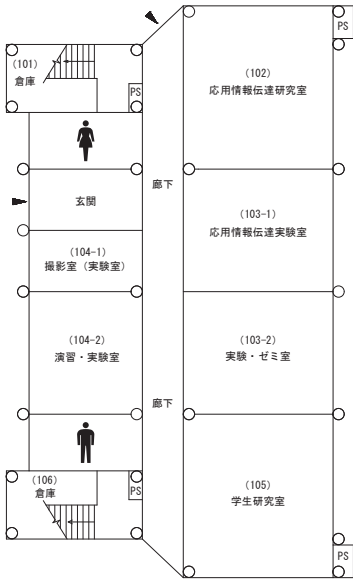 (101)
倉庫
PS
(102)
応用情報伝達研究室
PS
玄関
廊下
(103-1)
応用情報伝達実験室
(104-1)
撮影室（実験室）
(104-2)
演習・実験室
(103-2)
実験・ゼミ室
廊下
(106)
倉庫
PS
(105)
学生研究室
PS